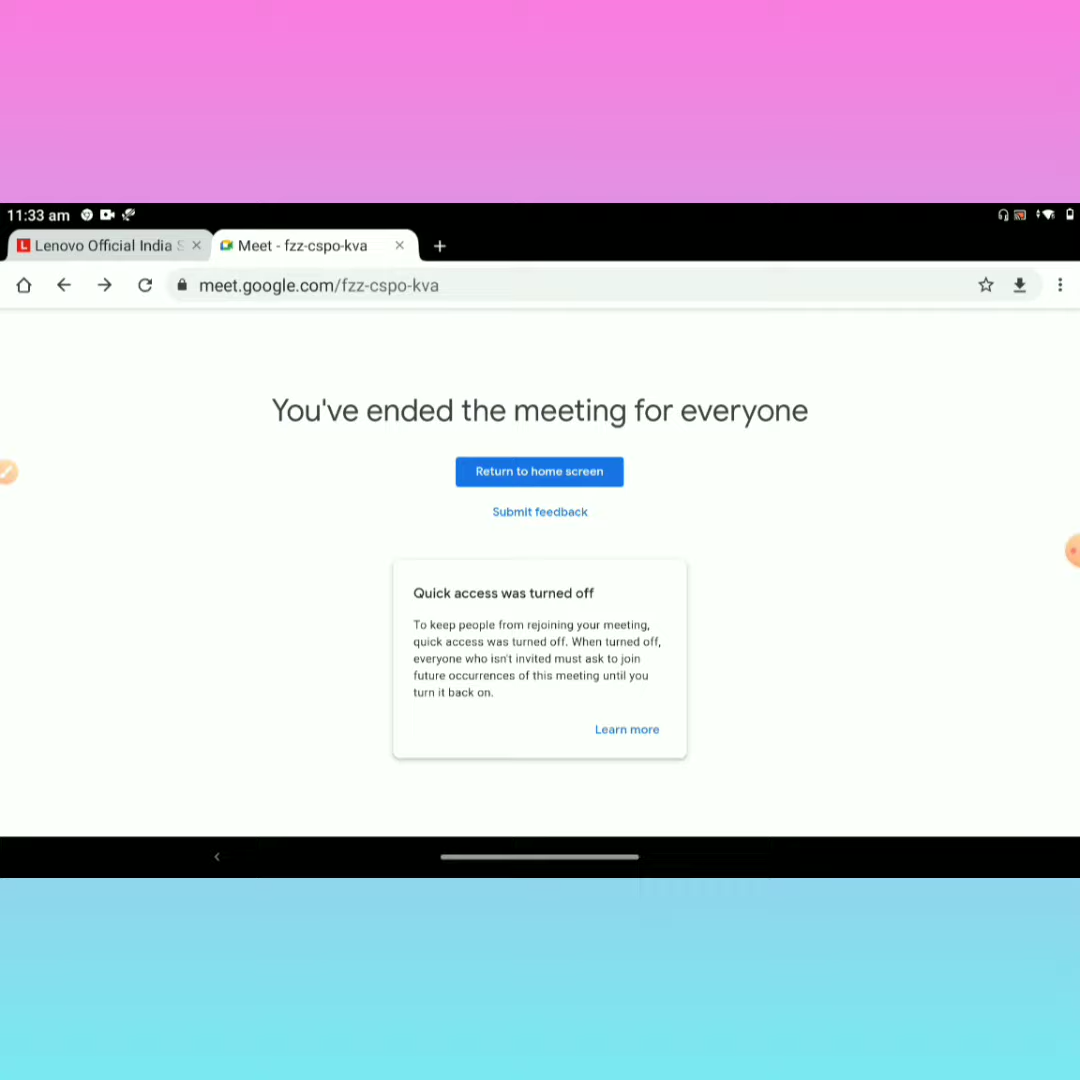 11:33 am
Lenovo Official India S
Meet - fzz-cspo-kva
meet.google.com/fzz-cspo-kva
You've ended the meeting for everyone
Return to home screen
Submit feedback
Quick access was turned off
To keep people from rejoining your meeting,
quick access was turned off. When turned off,
everyone who isn't invited must ask to join
future occurrences of this meeting until you
turn it back on.
Learn more